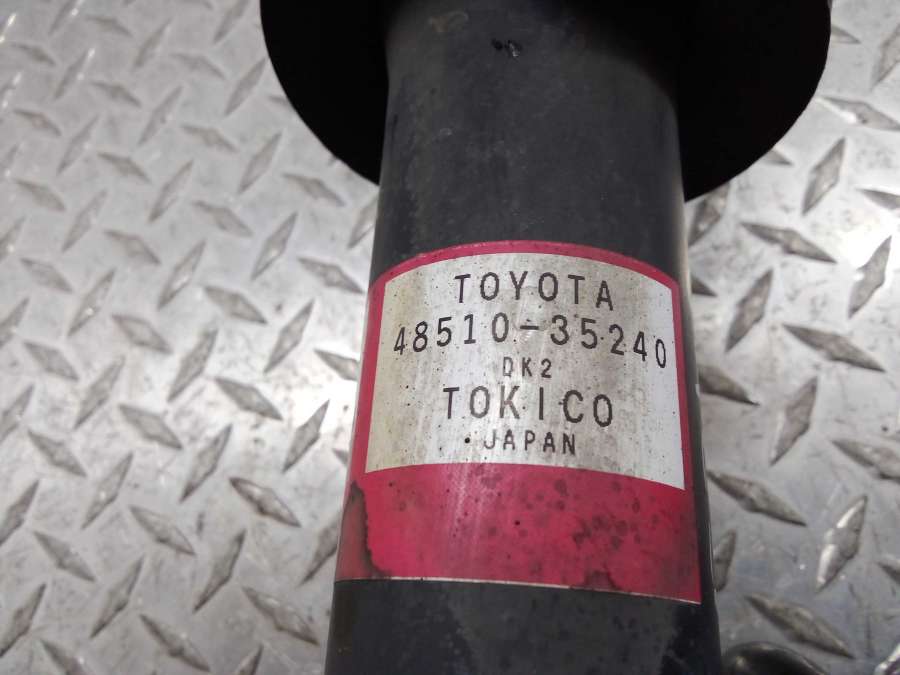 TOYOTA
48510-35240
DK2
TOKICO
JAPAN